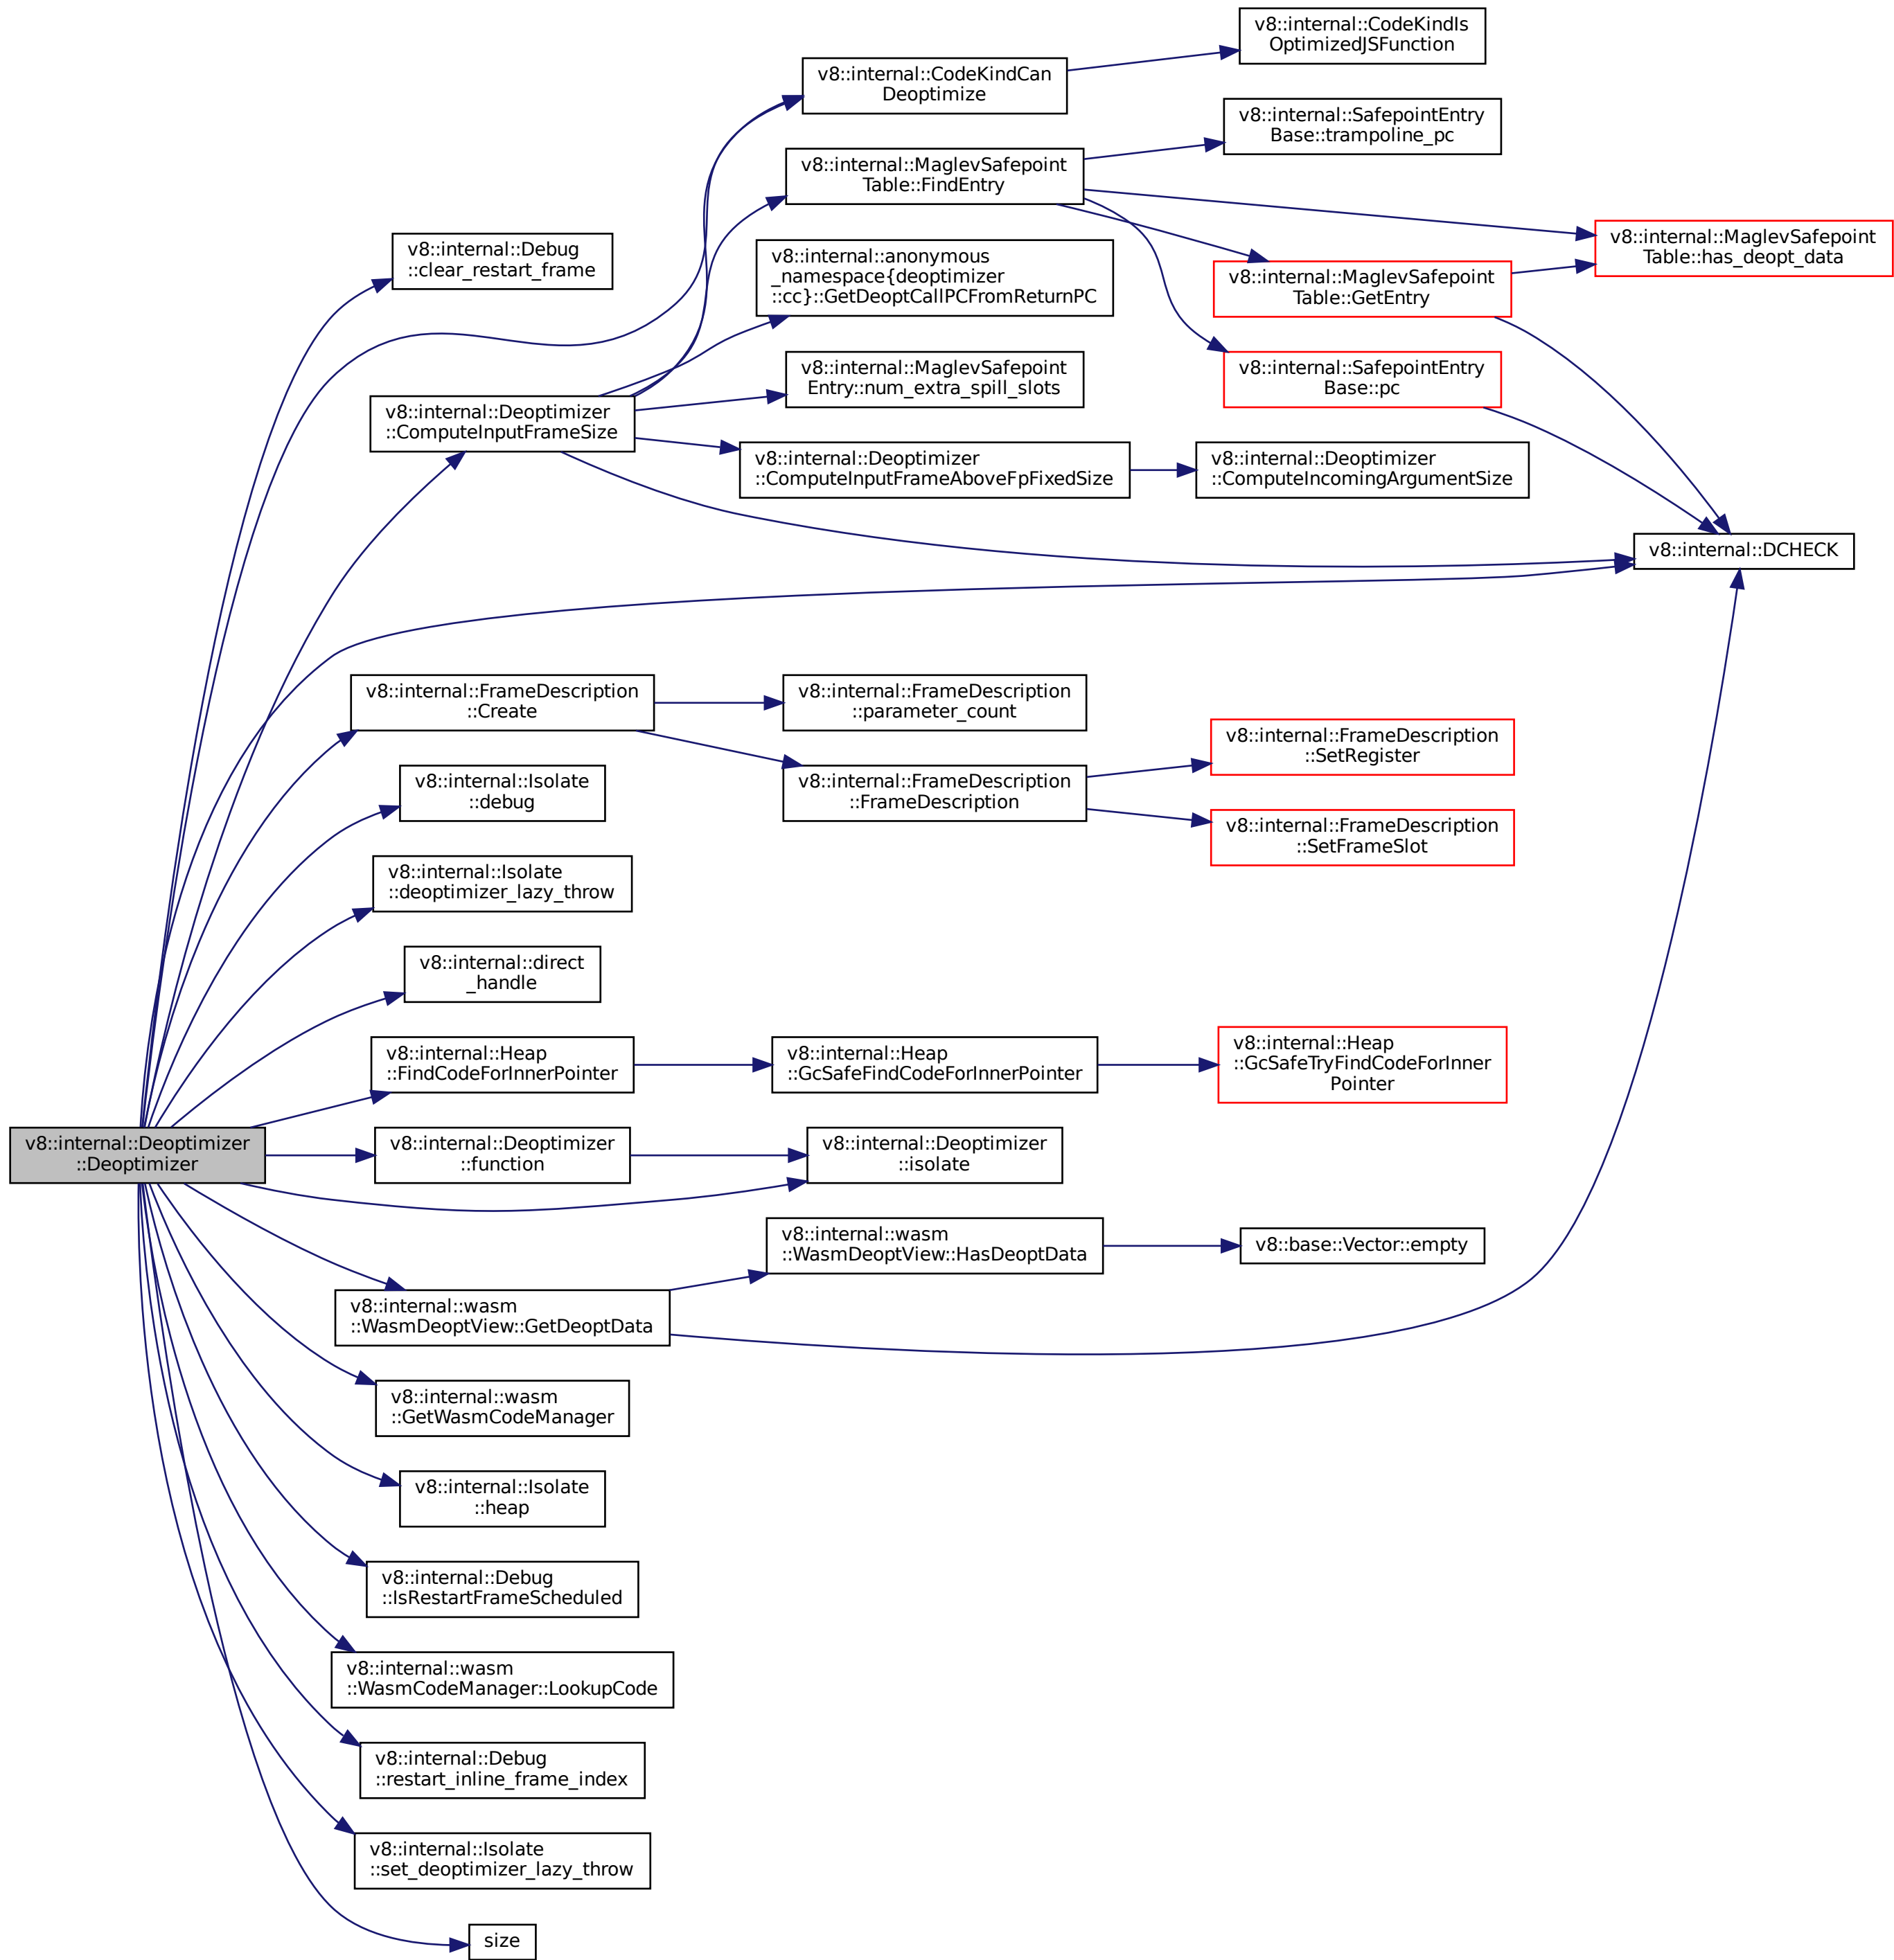 v8::internal::CodeKindIs
OptimizedJSFunction
v8::internal::CodeKindCan
Deoptimize
v8::internal::SafepointEntry
Base::trampoline_pc
v8::internal::MaglevSafepoint
Table::FindEntry
v8::internal::MaglevSafepoint
Table::has_deopt_data
v8::internal::Debug
::clear_restart_frame
v8::internal::anonymous
_namespace{deoptimizer
::cc}::GetDeoptCallPCFromReturnPC
v8::internal::MaglevSafepoint
Table::GetEntry
v8::internal::MaglevSafepoint
Entry::num_extra_spill_slots
v8::internal::SafepointEntry
Base::pc
v8::internal::Deoptimizer
::ComputeInputFrameSize
v8::internal::Deoptimizer
::ComputeInputFrameAboveFpFixedSize
v8::internal::Deoptimizer
::ComputeIncomingArgumentSize
v8::internal::DCHECK
v8::internal::FrameDescription
::Create
v8::internal::FrameDescription
::parameter_count
v8::internal::FrameDescription
::SetRegister
v8::internal::Isolate
::debug
v8::internal::FrameDescription
::FrameDescription
v8::internal::FrameDescription
::SetFrameSlot
v8::internal::Isolate
::deoptimizer_lazy_throw
v8::internal::direct
_handle
v8::internal::Heap
::FindCodeForInnerPointer
v8::internal::Heap
::GcSafeFindCodeForInnerPointer
v8::internal::Heap
::GcSafeTryFindCodeForInner
Pointer
v8::internal::Deoptimizer
::Deoptimizer
v8::internal::Deoptimizer
::function
v8::internal::Deoptimizer
::isolate
v8::internal::wasm
::WasmDeoptView::HasDeoptData
v8::base::Vector::empty
v8::internal::wasm
::WasmDeoptView::GetDeoptData
v8::internal::wasm
::GetWasmCodeManager
v8::internal::Isolate
::heap
v8::internal::Debug
::IsRestartFrameScheduled
v8::internal::wasm
::WasmCodeManager::LookupCode
v8::internal::Debug
::restart_inline_frame_index
v8::internal::Isolate
::set_deoptimizer_lazy_throw
size